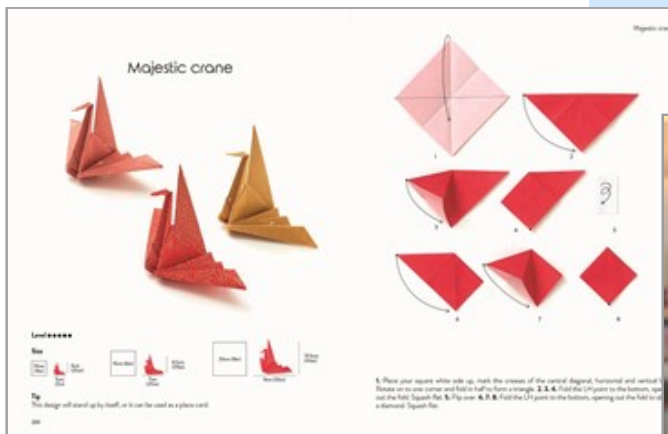 Majestic crane
Level
Size
Tip
This design will stand up by itself, or it can be used as a place card.
Majestic cra
1
2
3
4
5
6
7
8
1. Place your square white side up, mark the creases of the central diagonal, horizontal and vertical
Rotate on to one corner and fold in half to form a triangle. 2. 3. 4. Fold the LH point to the bottom, ope
out the fold. Squash flat. 5. Flip over. 6. 7. 8. Fold the LH point to the bottom, opening out the fold to
a diamond. Squash flat.